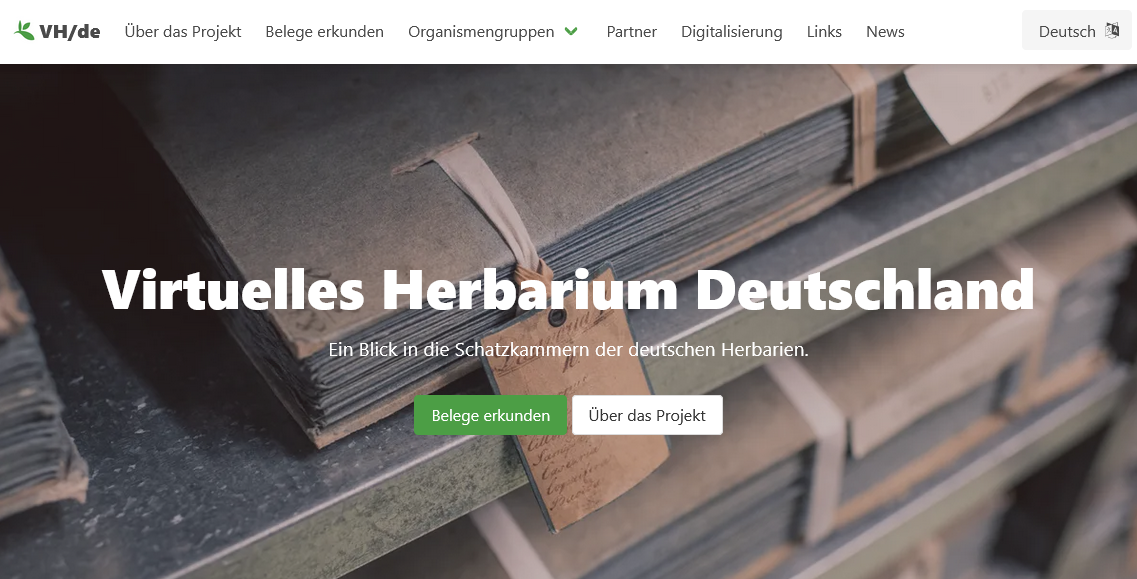 VH/de Über das Projekt Belege erkunden Organismengruppen Partner Digitalisierung Links News Deutsch
Virtuelles Herbarium Deutschland
Ein Blick in die Schatzkammern der deutschen Herbarien.
Belege erkunden Über das Projekt